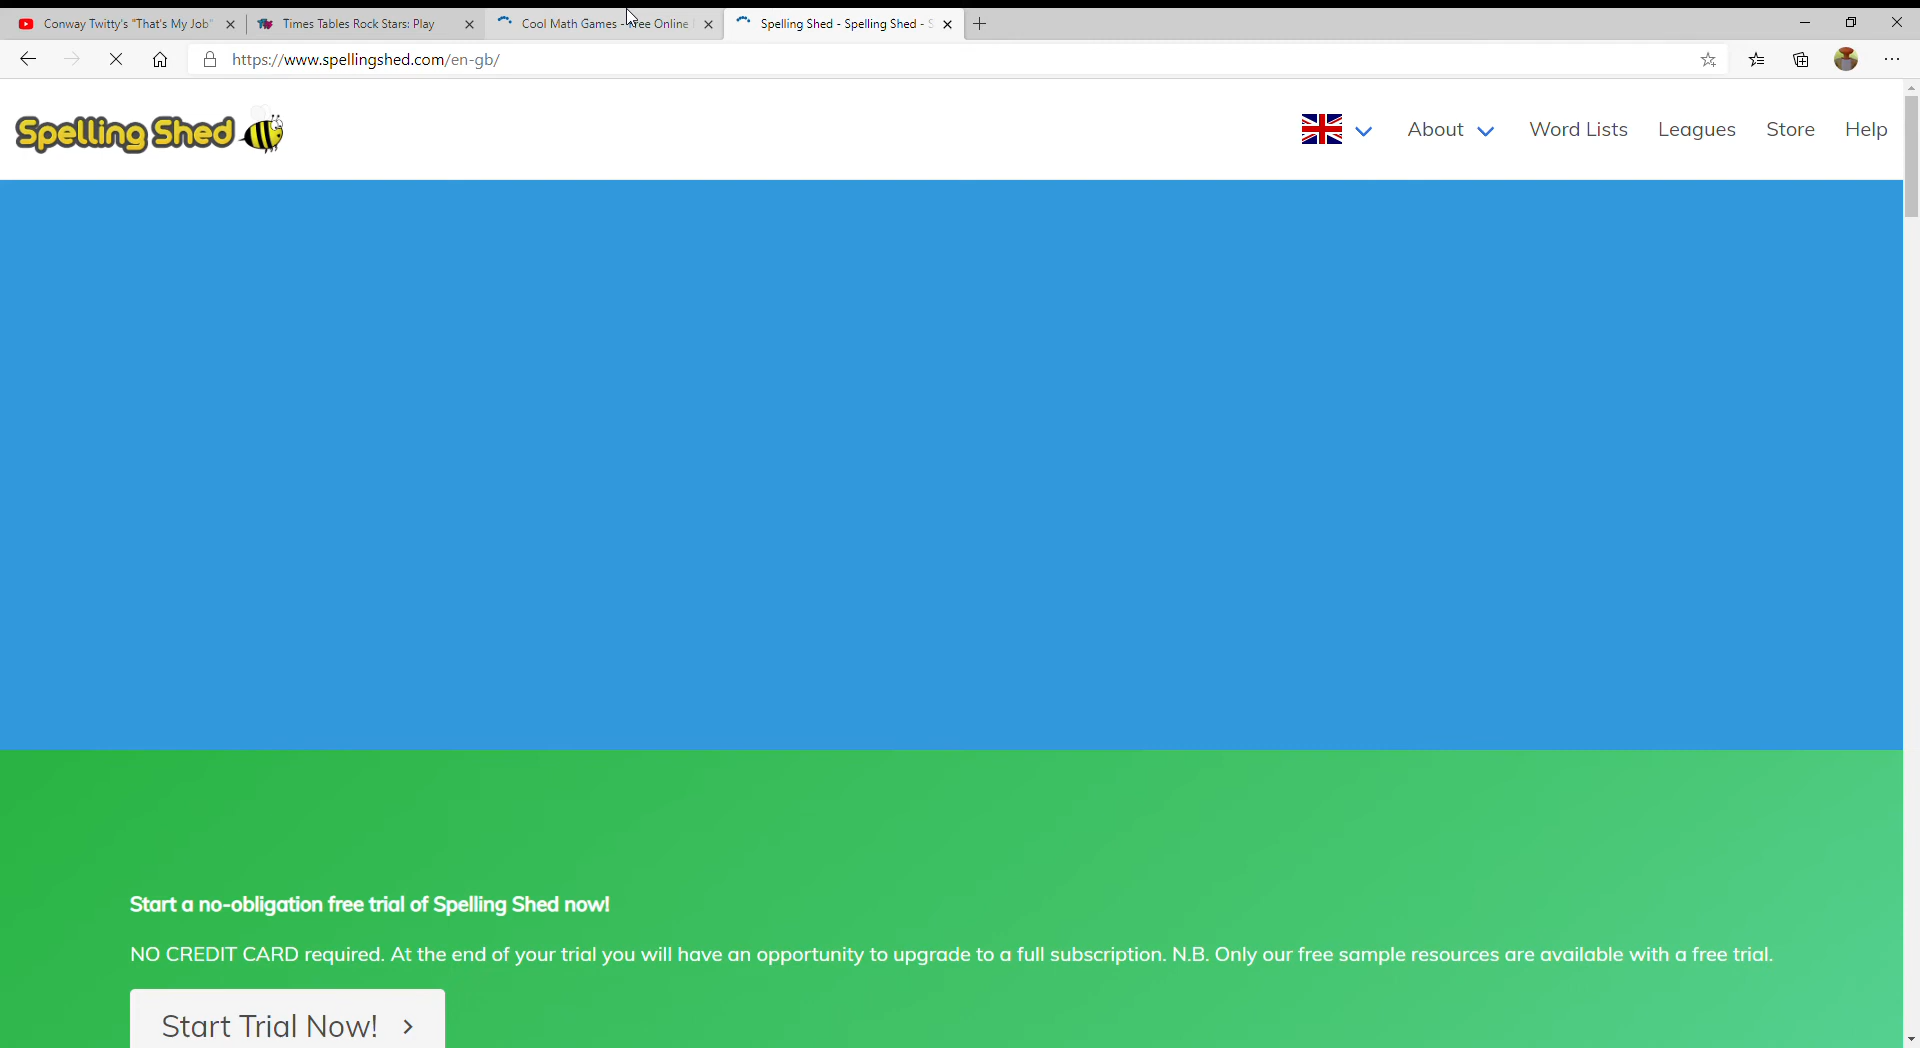 Conway Twitty's "That's My Job"
Times Tables Rock Stars: Play
Cool Math Games - Free Online
Spelling Shed - Spelling Shed - S
https://www.spellingshed.com/en-gb/
Spelling Shed
About
Word Lists
Leagues
Store
Help
Start a no-obligation free trial of Spelling Shed now!
NO CREDIT CARD required. At the end of your trial you will have an opportunity to upgrade to a full subscription. N.B. Only our free sample resources are available with a free trial.
Start Trial Now!